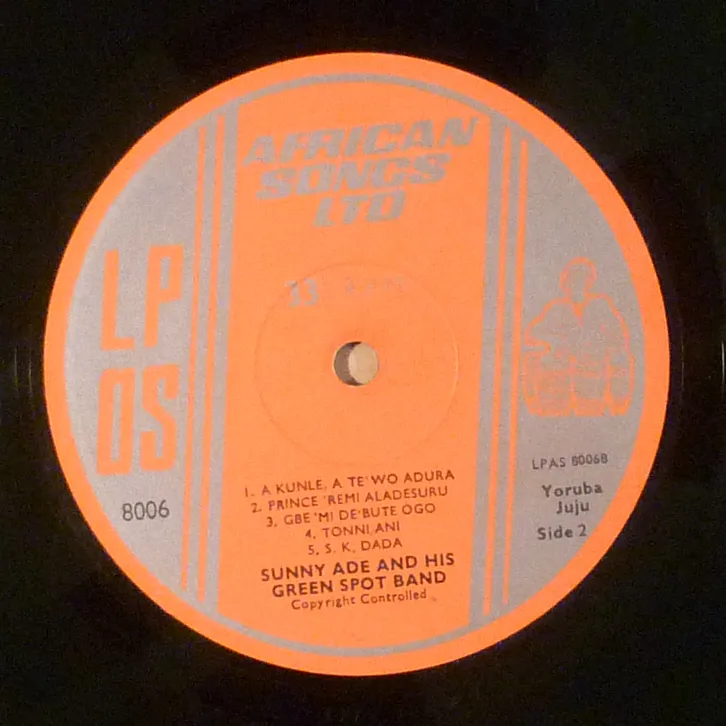 AFRICAN
SONGS
LTD
LP
OS
8006
33 R.P.M.
LPAS 8006B
Yoruba
Juju
Side 2
1. A KUNLE, A TE'WO ADURA
2. PRINCE 'REMI ALADESURU
3. GBE 'MI DE'BUTE OGO
4. TONNI ANI
5. S. K. DADA
SUNNY ADE AND HIS
GREEN SPOT BAND
Copyright Controlled